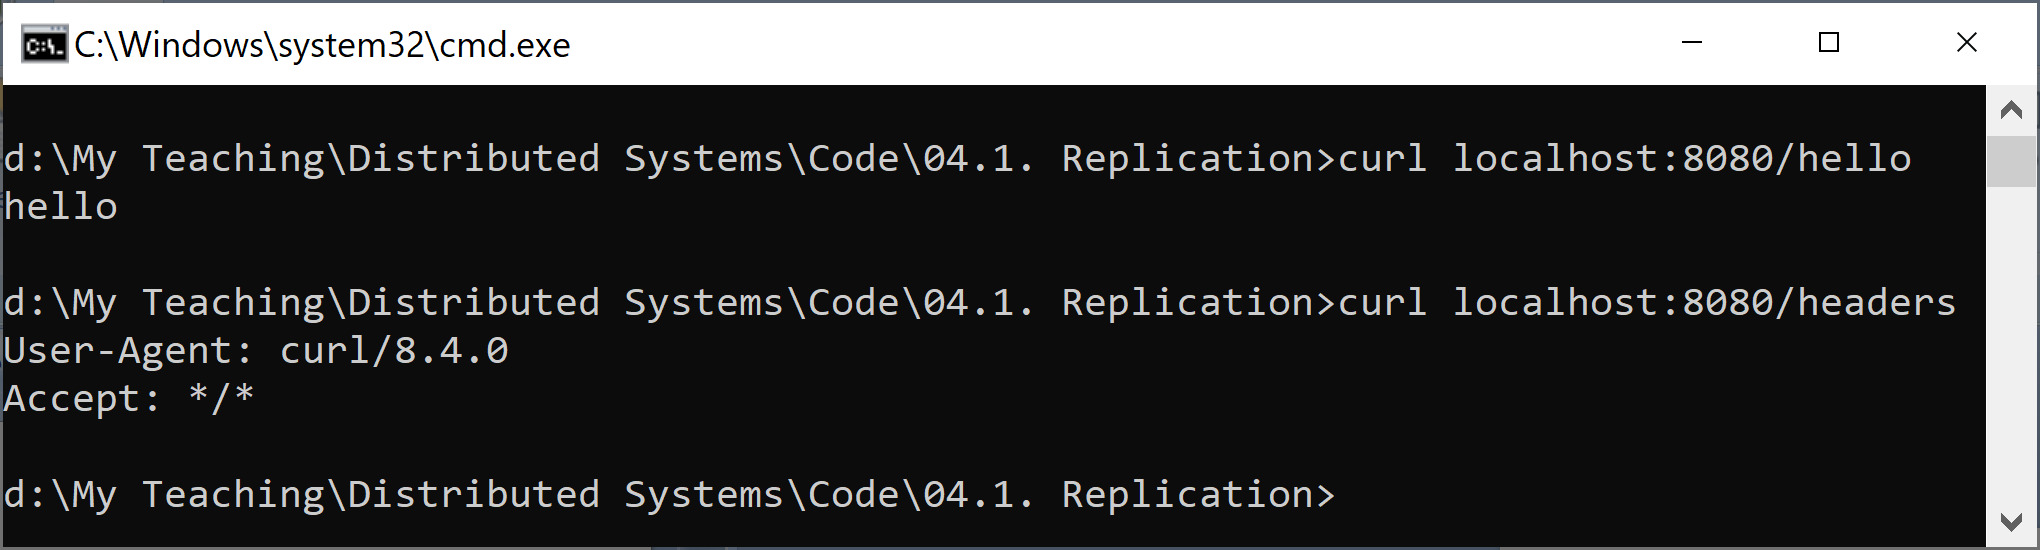 C:\Windows\system32\cmd.exe
d:\My Teaching\Distributed Systems\Code\04.1. Replication>curl localhost:8080/hello
hello
d:\My Teaching\Distributed Systems\Code\04.1. Replication>curl localhost:8080/headers
User-Agent: curl/8.4.0
Accept: */*
d:\My Teaching\Distributed Systems\Code\04.1. Replication>